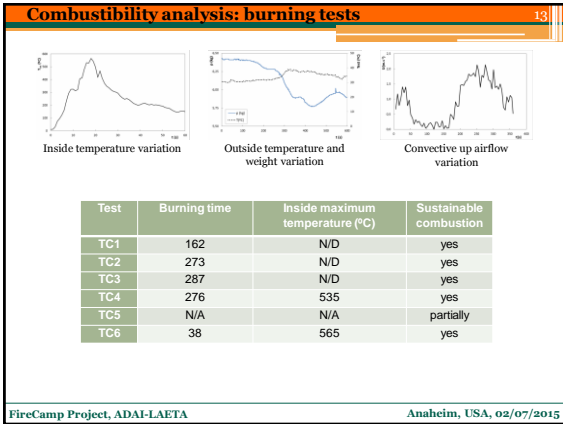 Combustibility analysis: burning tests 13
Inside temperature variation
Outside temperature and
weight variation
Convective up airflow
variation
Test Burning time Inside maximum temperature (ºC) Sustainable combustion
TC1 162 N/D yes
TC2 273 N/D yes
TC3 287 N/D yes
TC4 276 535 yes
TC5 N/A N/A partially
TC6 38 565 yes
FireCamp Project, ADAI-LAETA Anaheim, USA, 02/07/2015